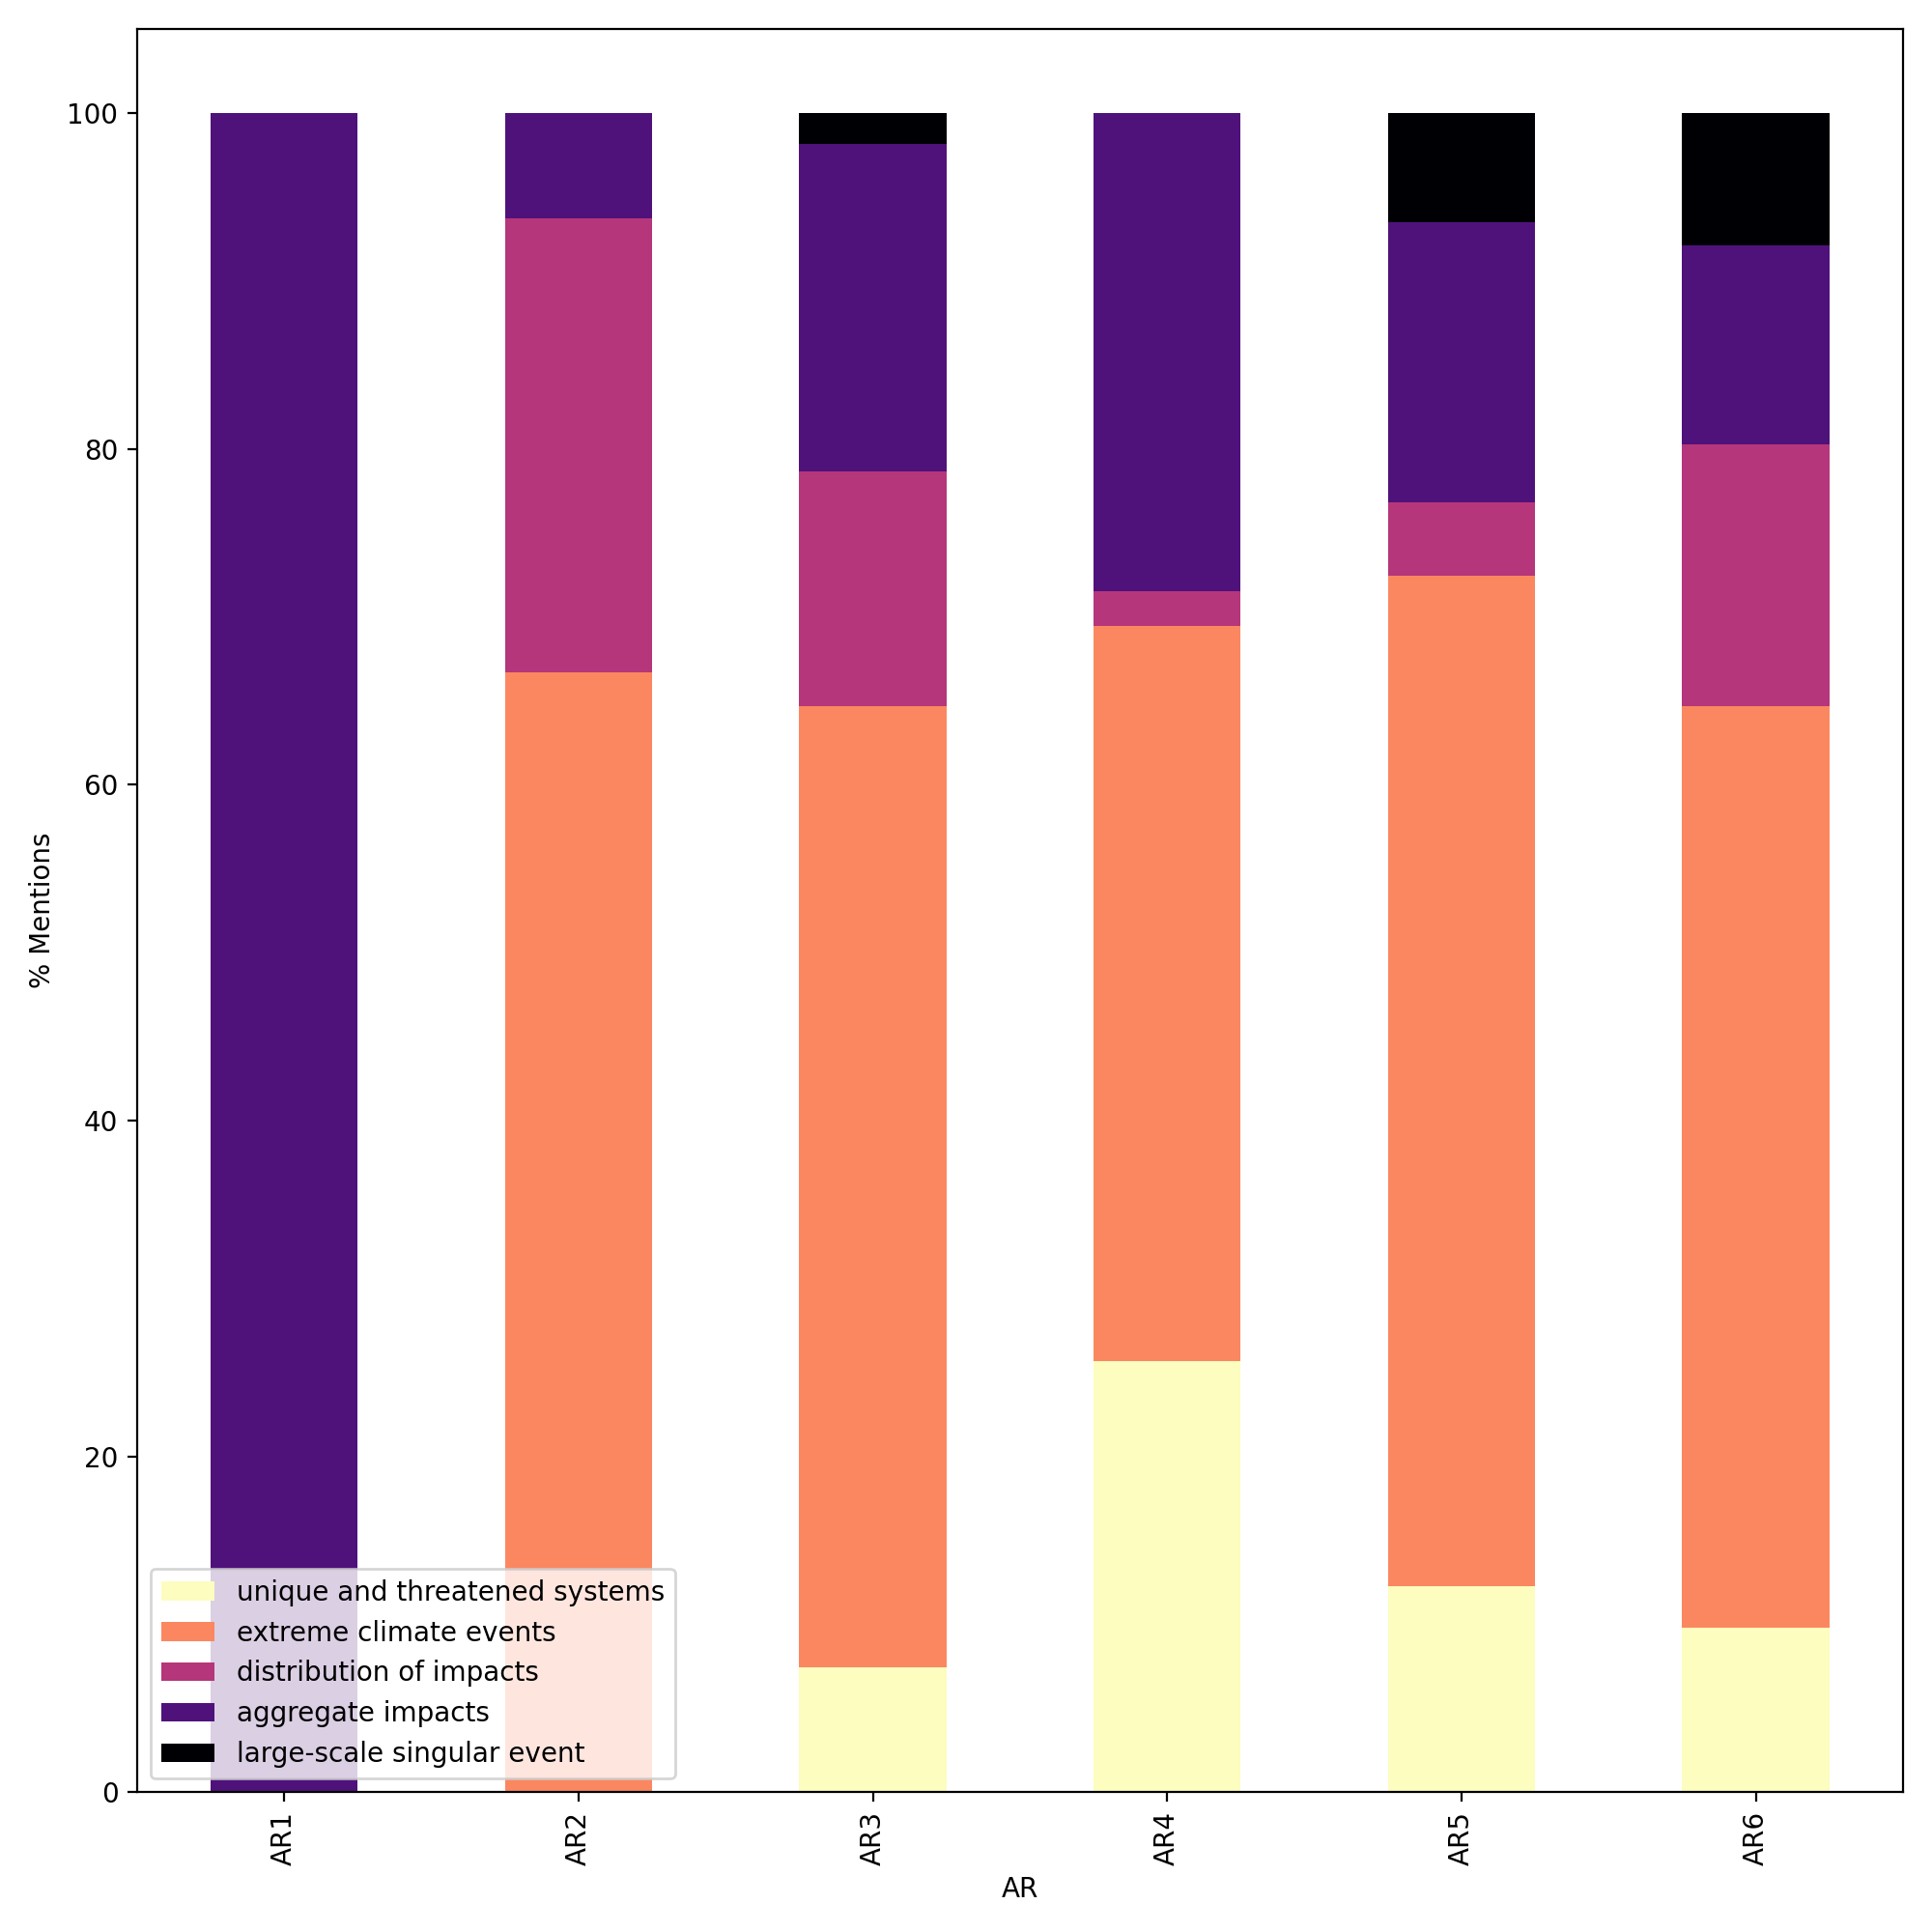 100
80
60
40
20
0
% Mentions
unique and threatened systems
extreme climate events
distribution of impacts
aggregate impacts
large-scale singular event
AR1
AR2
AR3
AR4
AR5
AR6
AR